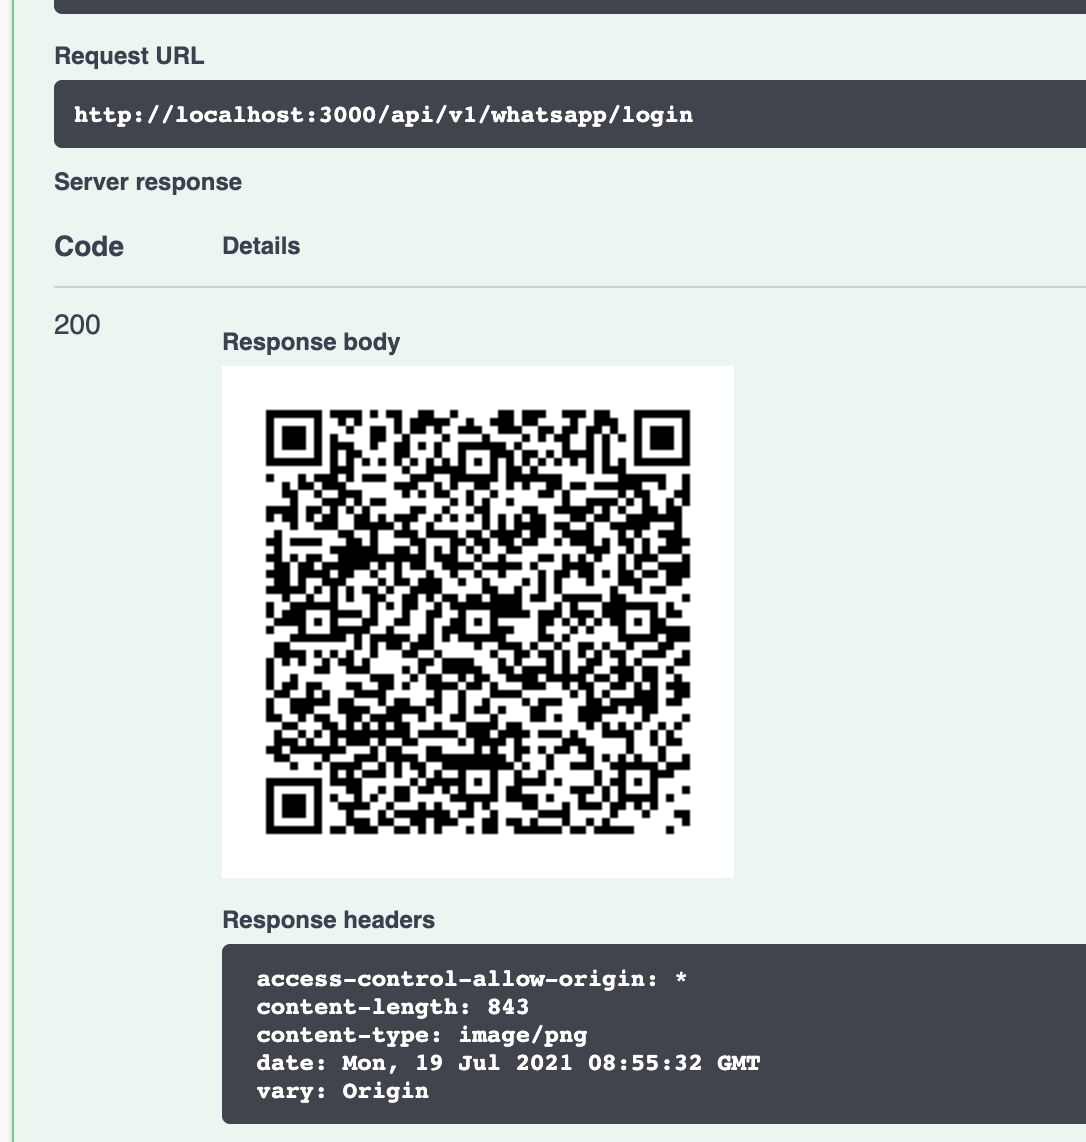 Request URL
http://localhost:3000/api/v1/whatsapp/login
Server response
Code Details
200
Response body
Response headers
access-control-allow-origin: *
content-length: 843
content-type: image/png
date: Mon, 19 Jul 2021 08:55:32 GMT
vary: Origin